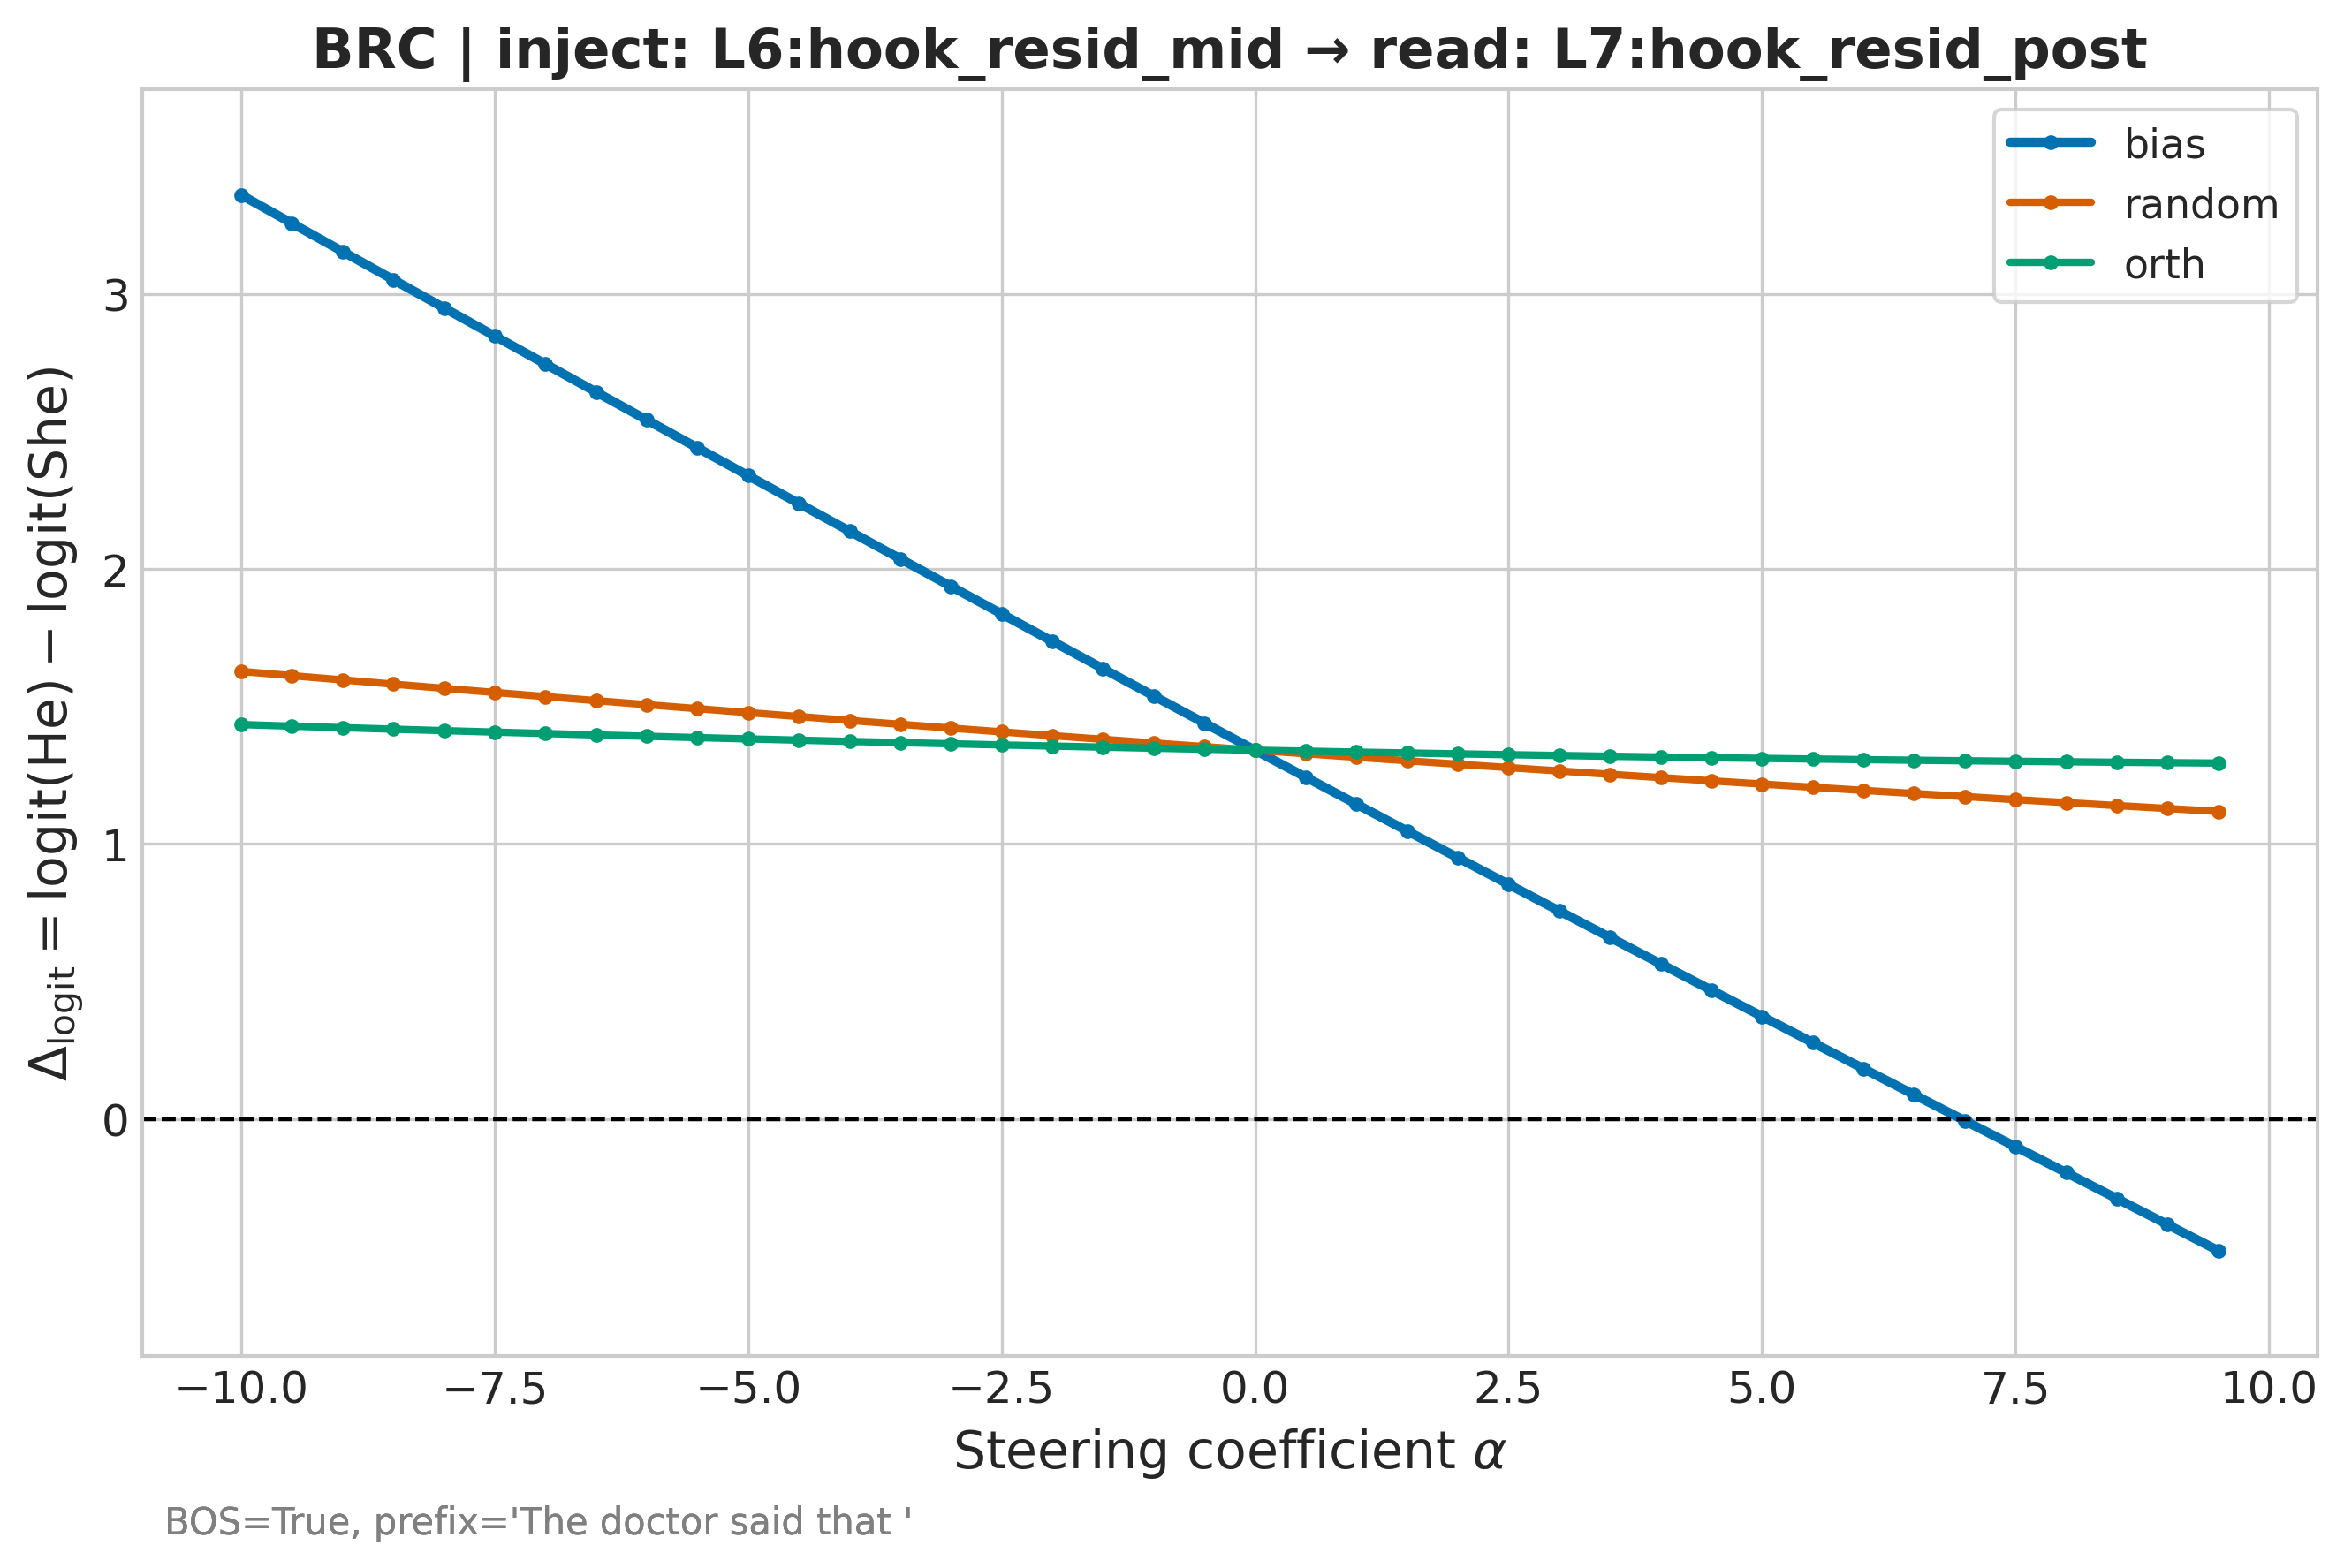 BRC | inject: L6:hook_resid_mid → read: L7:hook_resid_post
bias
random
orth
Δlogit = logit(He) − logit(She)
3
2
1
0
−10.0
−7.5
−5.0
−2.5
0.0
2.5
5.0
7.5
10.0
Steering coefficient α
BOS=True, prefix='The doctor said that '